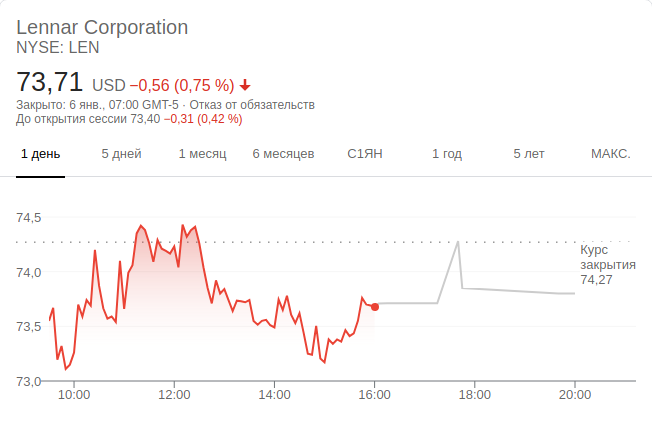 Lennar Corporation
NYSE: LEN
73,71 USD −0,56 (0,75 %)
Закрыто: 6 янв., 07:00 GMT-5 · Отказ от обязательств
До открытия сессии 73,40 −0,31 (0,42 %)
1 день 5 дней 1 месяц 6 месяцев С1ЯН 1 год 5 лет МАКС.
74,5
Курс
закрытия
74,27
74,0
73,5
73,0
10:00 12:00 14:00 16:00 18:00 20:00